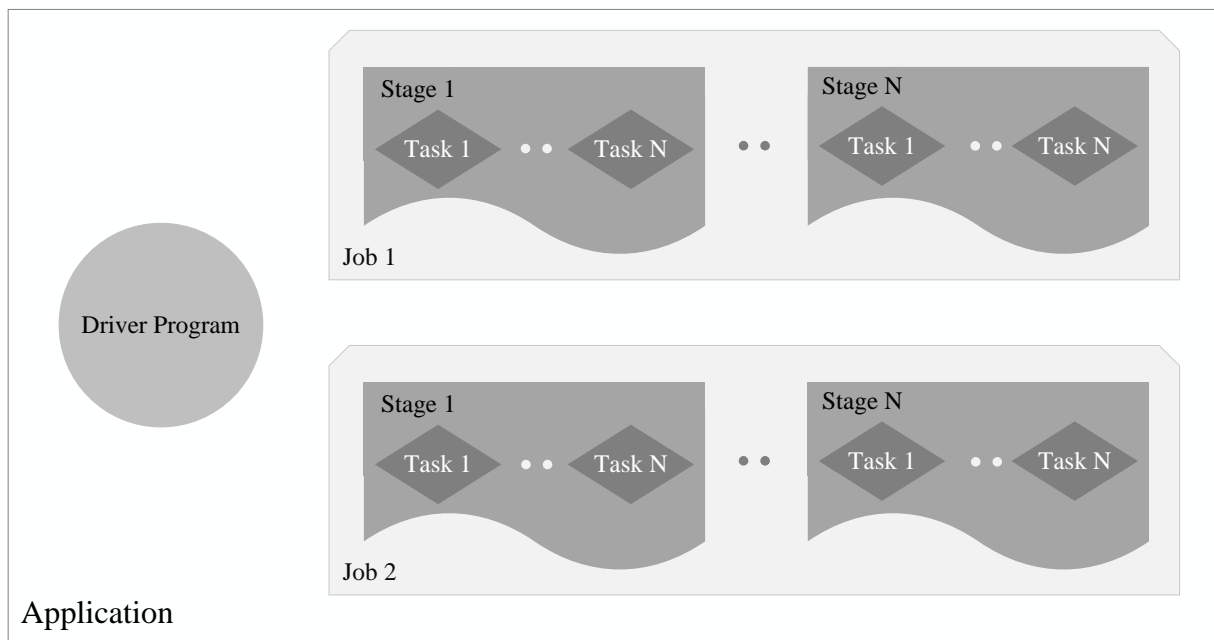 Stage 1
Stage N
Task 1
Task N
Task 1
Task N
Job 1
Driver Program
Stage 1
Stage N
Task 1
Task N
Task 1
Task N
Job 2
Application